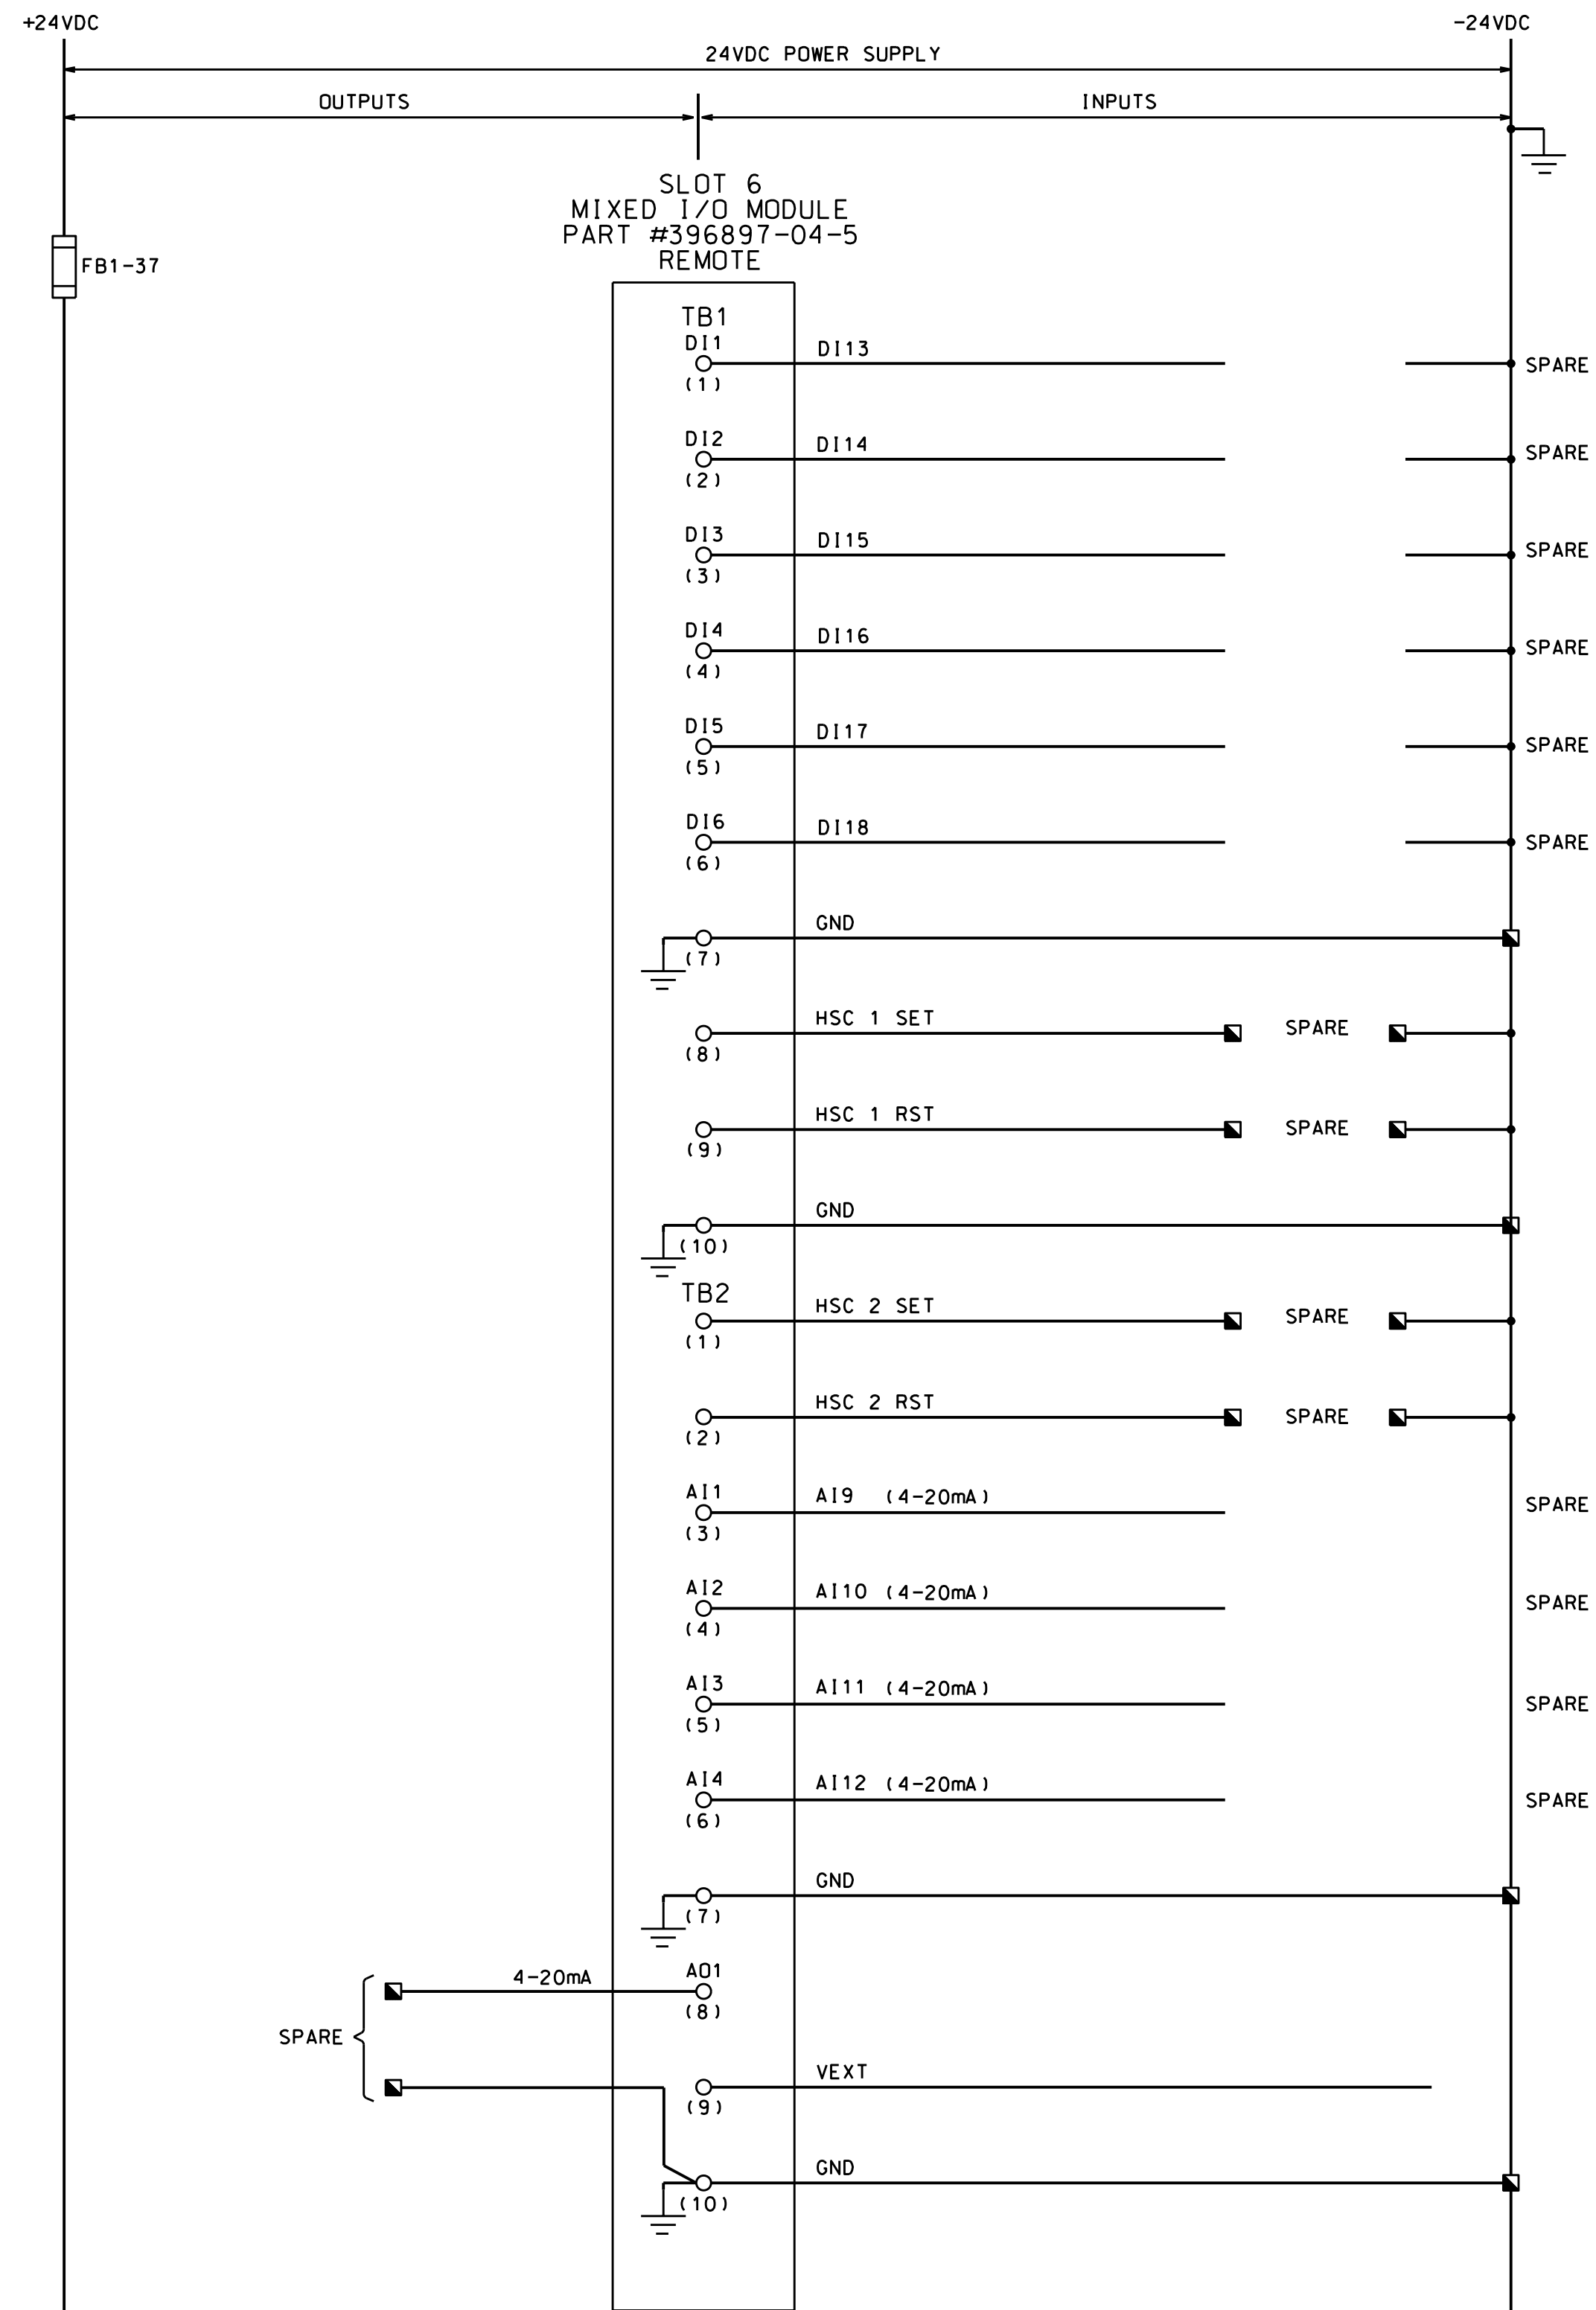 +24VDC
-24VDC
24VDC POWER SUPPLY
OUTPUTS
INPUTS
SLOT 6
MIXED I/O MODULE
PART #396897-04-5
REMOTE
FB1-37
TB1
DI1
DI13
(1)
SPARE
DI2
DI14
(2)
SPARE
DI3
DI15
(3)
SPARE
DI4
DI16
(4)
SPARE
DI5
DI17
(5)
SPARE
DI6
DI18
(6)
SPARE
GND
(7)
HSC 1 SET
SPARE
(8)
HSC 1 RST
SPARE
(9)
GND
(10)
TB2
HSC 2 SET
SPARE
(1)
HSC 2 RST
SPARE
(2)
AI1
AI9 (4-20mA)
SPARE
(3)
AI2
AI10 (4-20mA)
SPARE
(4)
AI3
AI11 (4-20mA)
SPARE
(5)
AI4
AI12 (4-20mA)
SPARE
(6)
GND
(7)
4-20mA
AO1
(8)
SPARE
VEXT
(9)
GND
(10)